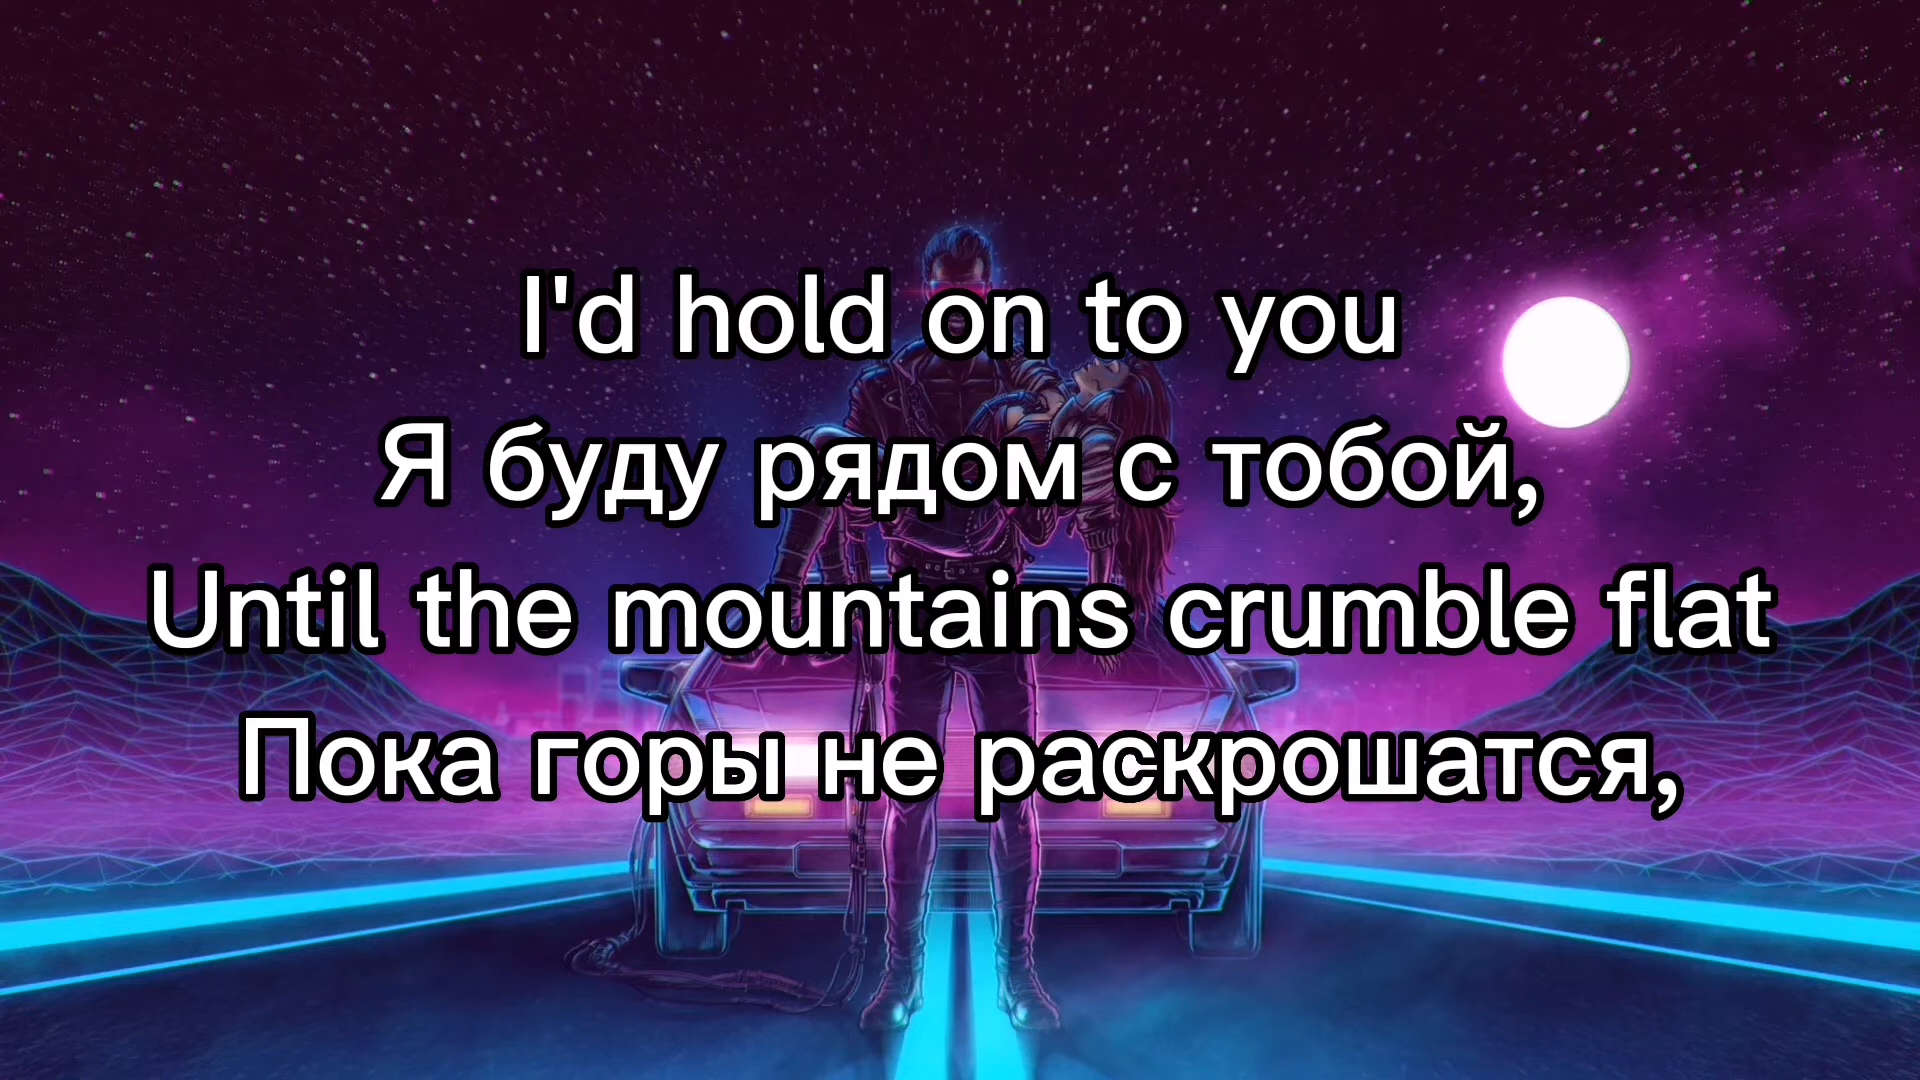 I'd hold on to you
Я буду рядом с тобой,
Until the mountains crumble flat
Пока горы не раскрошатся,